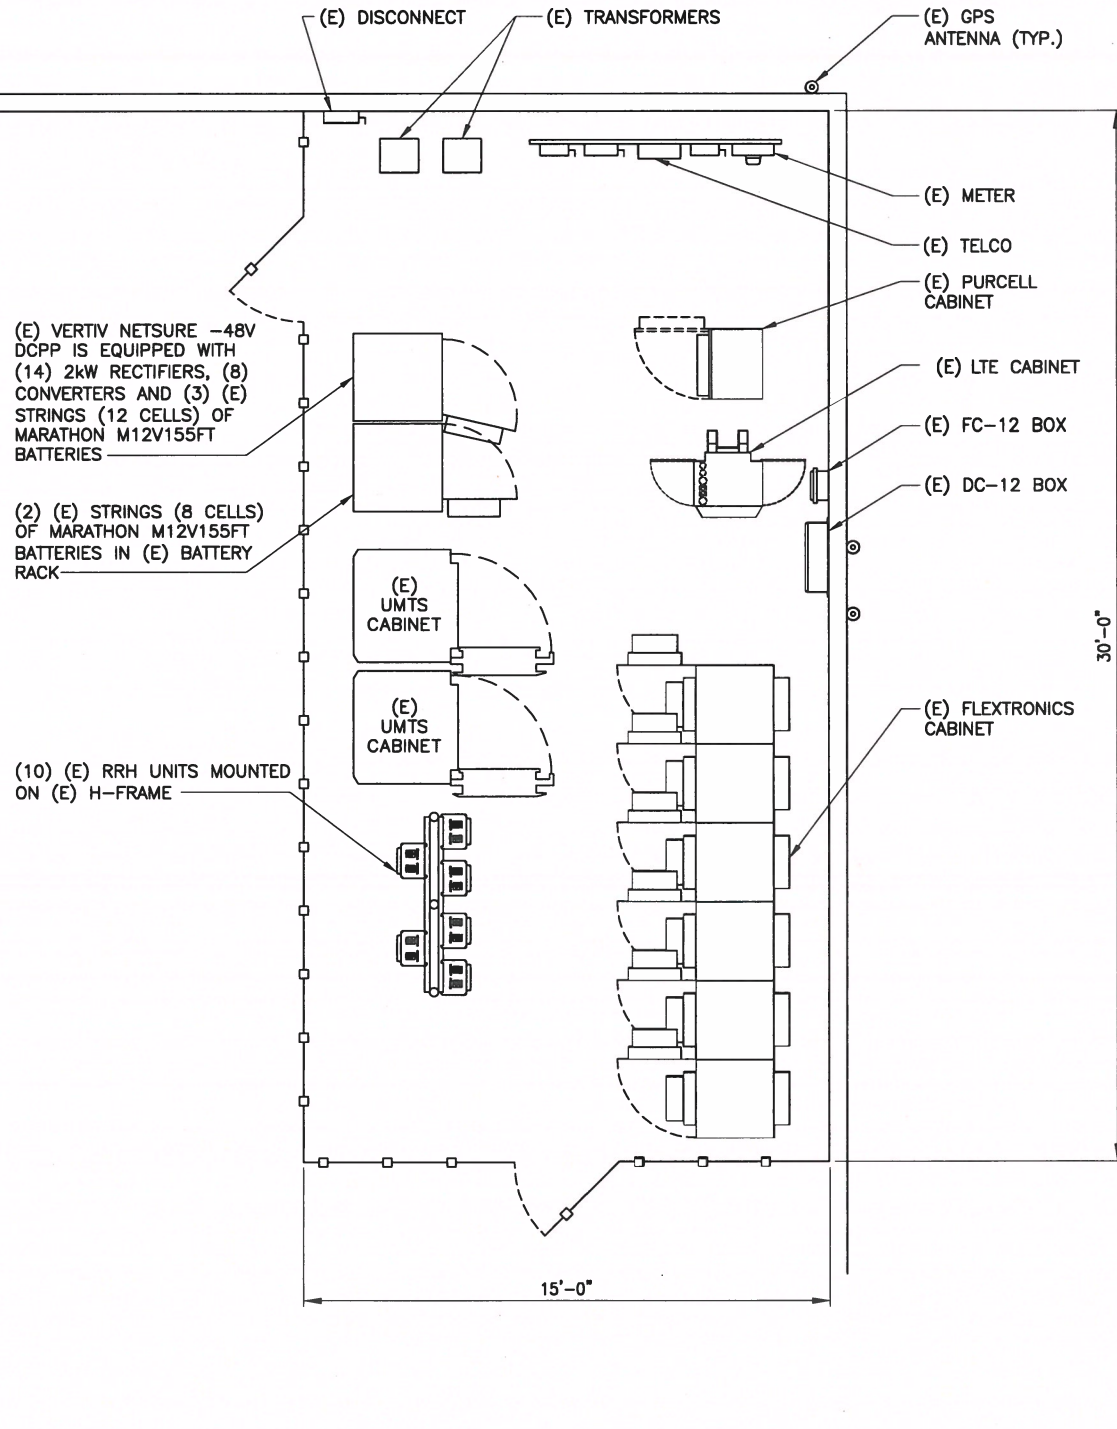 (E) DISCONNECT
(E) TRANSFORMERS
(E) GPS
ANTENNA (TYP.)
(E) METER
(E) TELCO
(E) PURCELL
CABINET
(E) LTE CABINET
(E) FC-12 BOX
(E) DC-12 BOX
(E) VERTIV NETSURE -48V
DCPP IS EQUIPPED WITH
(14) 2kW RECTIFIERS, (8)
CONVERTERS AND (3) (E)
STRINGS (12 CELLS) OF
MARATHON M12V155FT
BATTERIES
(2) (E) STRINGS (8 CELLS)
OF MARATHON M12V155FT
BATTERIES IN (E) BATTERY
RACK
(E)
UMTS
CABINET
(E)
UMTS
CABINET
30'-0"
(E) FLEXTRONICS
CABINET
(10) (E) RRH UNITS MOUNTED
ON (E) H-FRAME
15'-0"